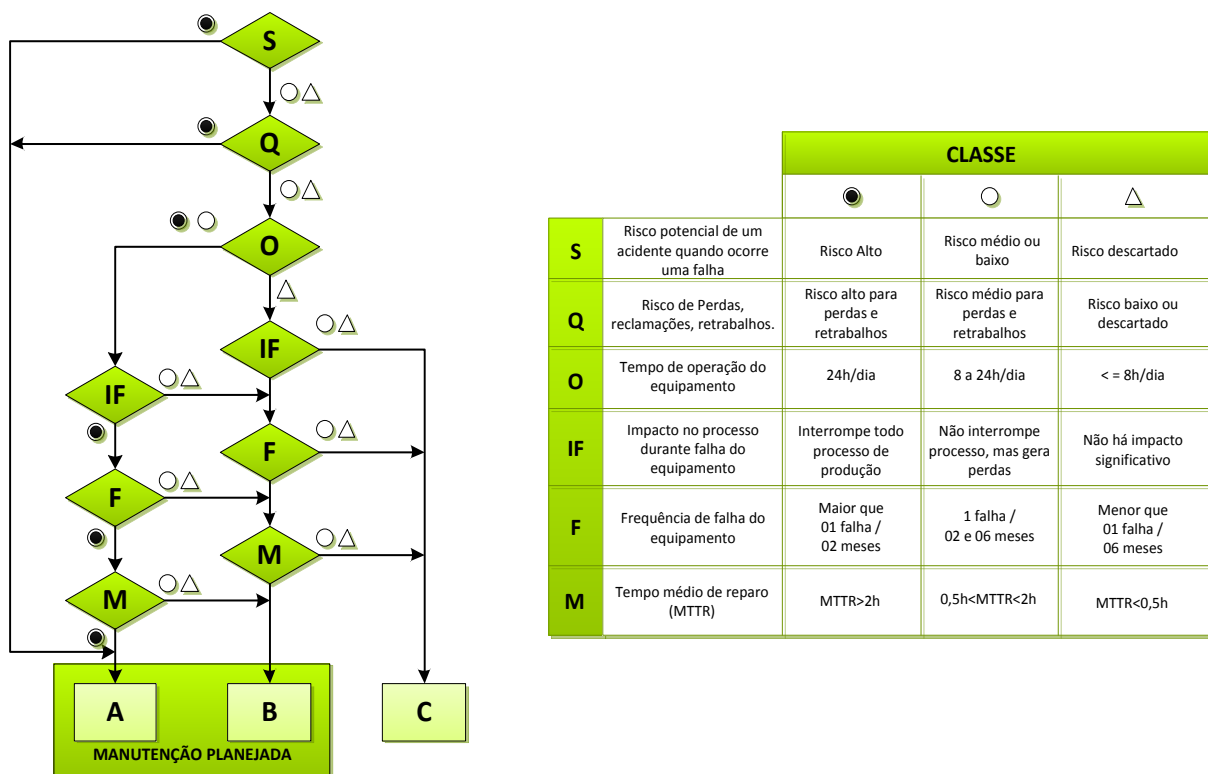 S
Q
O
IF
IF
F
F
M
M
A
B
C
MANUTENÇÃO PLANEJADA
CLASSE
S
Risco potencial de um
acidente quando ocorre
uma falha
Risco Alto
Risco médio ou
baixo
Risco descartado
Q
Risco de Perdas,
reclamações, retrabalhos.
Risco alto para
perdas e
retrabalhos
Risco médio para
perdas e
retrabalhos
Risco baixo ou
descartado
O
Tempo de operação do
equipamento
24h/dia
8 a 24h/dia
< = 8h/dia
IF
Impacto no processo
durante falha do
equipamento
Interrompe todo
processo de
produção
Não interrompe
processo, mas gera
perdas
Não há impacto
significativo
F
Frequência de falha do
equipamento
Maior que
01 falha /
02 meses
1 falha /
02 e 06 meses
Menor que
01 falha /
06 meses
M
Tempo médio de reparo
(MTTR)
MTTR>2h
0,5h<MTTR<2h
MTTR<0,5h